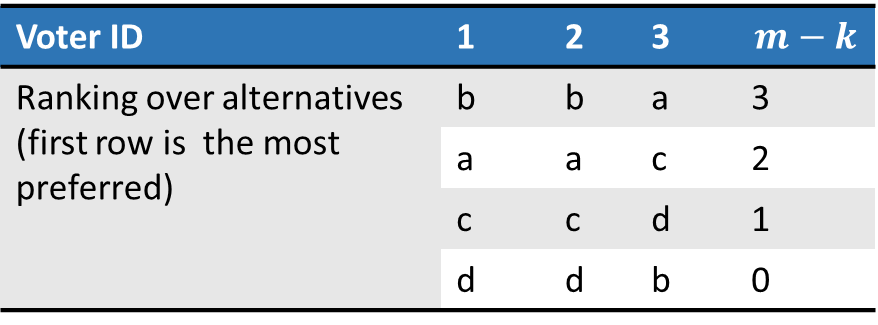 Voter ID 1 2 3 m − k
Ranking over alternatives b b a 3
(first row is the most a a c 2
preferred) c c d 1
d d b 0